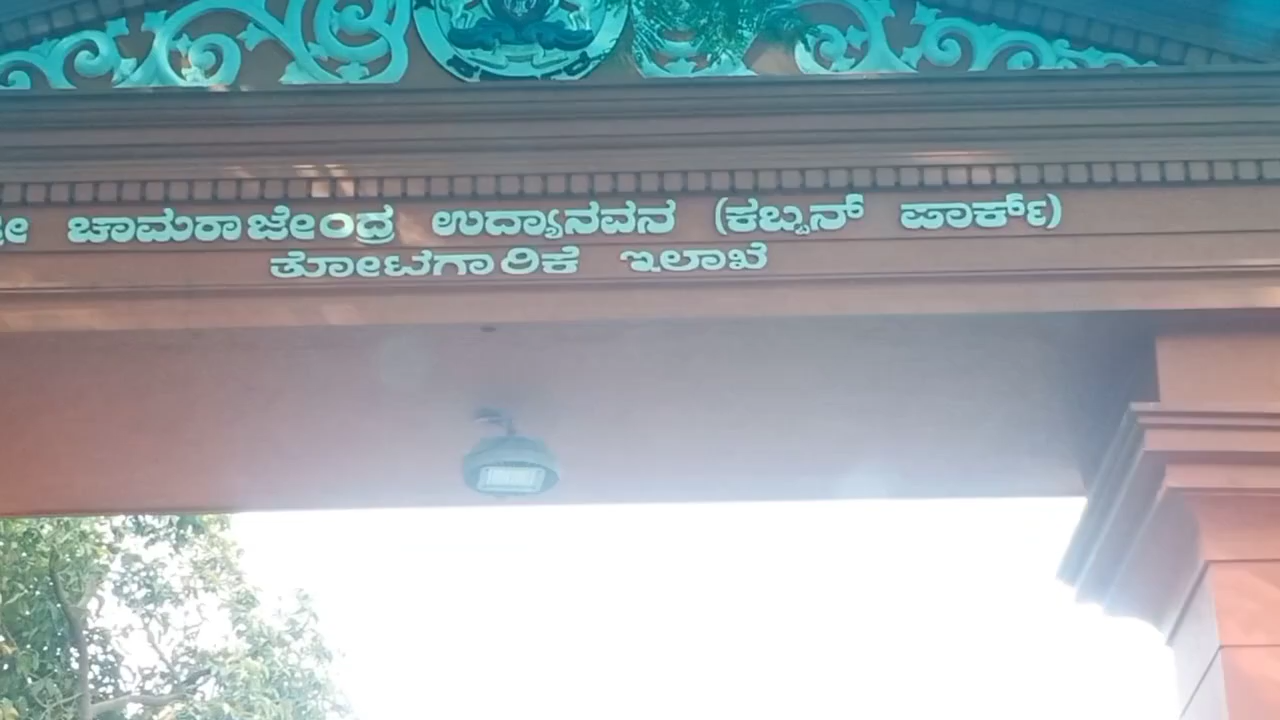 ಶ್ರೀ ಚಾಮರಾಜೇಂದ್ರ ಉದ್ಯಾನವನ (ಕಬ್ಬನ್ ಪಾರ್ಕ್)
ತೋಟಗಾರಿಕೆ ಇಲಾಖೆ